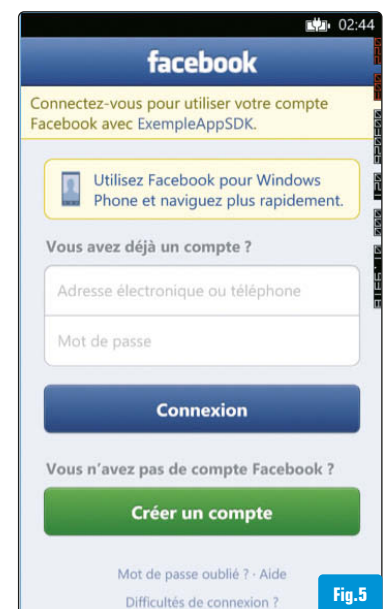 02:44
facebook
Connectez-vous pour utiliser votre compte
Facebook avec ExempleAppSDK.
Utilisez Facebook pour Windows
Phone et naviguez plus rapidement.
Vous avez déjà un compte ?
Adresse électronique ou téléphone
Mot de passe
Connexion
Vous n'avez pas de compte Facebook ?
Créer un compte
Mot de passe oublié ? · Aide
Difficultés de connexion ?
Fig.5